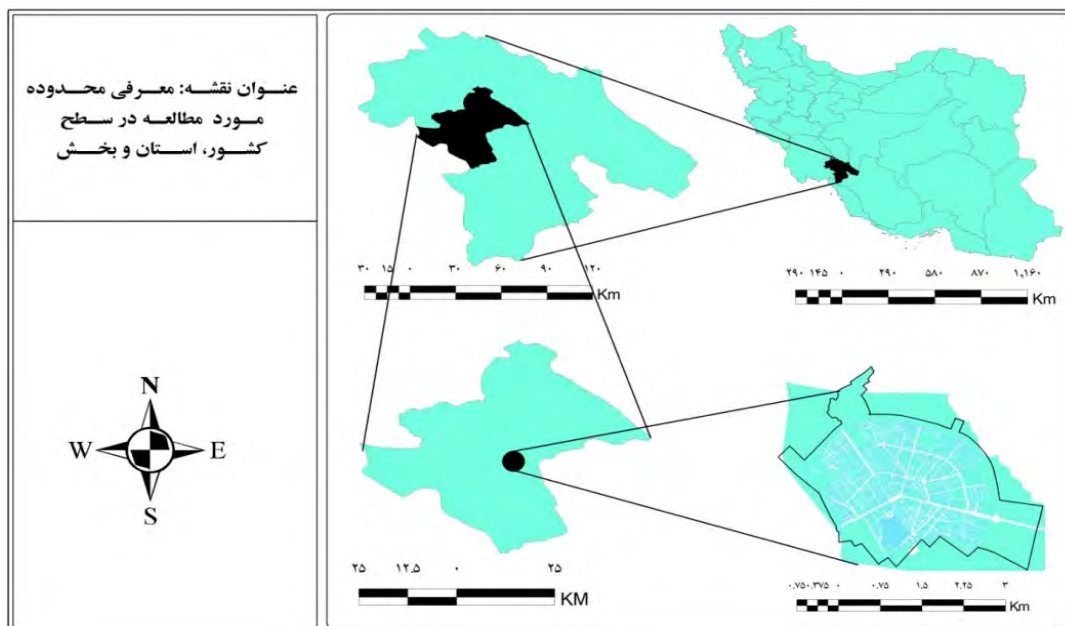 عنوان نقشه: معرفی محدوده
مورد مطالعه در سطح
کشور، استان و بخش
N
W E
S
۳۰ ۱۵ ۰ ۳۰ ۶۰ ۹۰ ۱۲۰
Km
۲۹۰ ۱۴۵ ۰ ۲۹۰ ۵۸۰ ۸۷۰ ۱,۱۶۰
Km
۲۵ ۱۲.۵ ۰ ۲۵
KM
۰.۷۵۰.۳۷۵ ۰ ۰.۷۵ ۱.۵ ۲.۲۵ ۳
Km